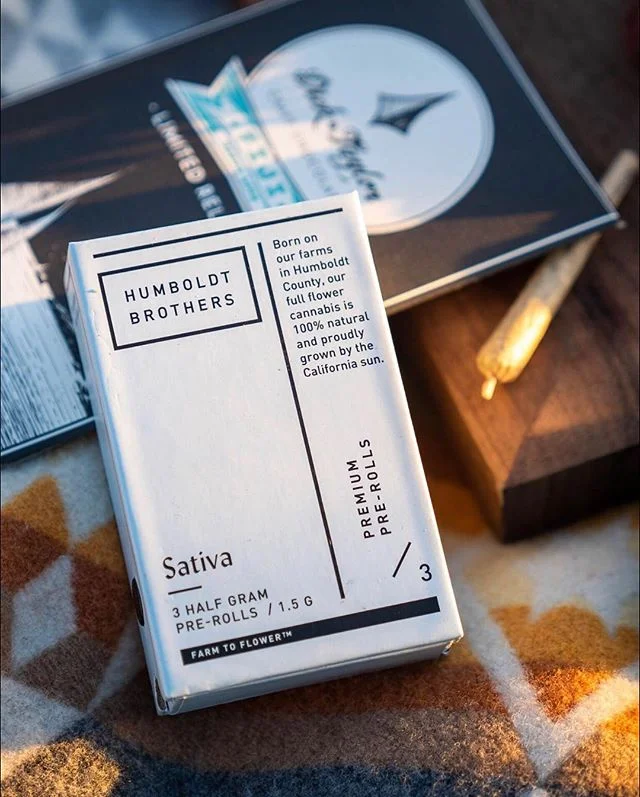 LIMITED REL
HUMBOLDT
BROTHERS
Born on
our farms
in Humboldt
County, our
full flower
cannabis is
100% natural
and proudly
grown by the
California sun.
PREMIUM
PRE-ROLLS
/3
Sativa
3 HALF GRAM
PRE-ROLLS / 1.5 G
FARM TO FLOWER™